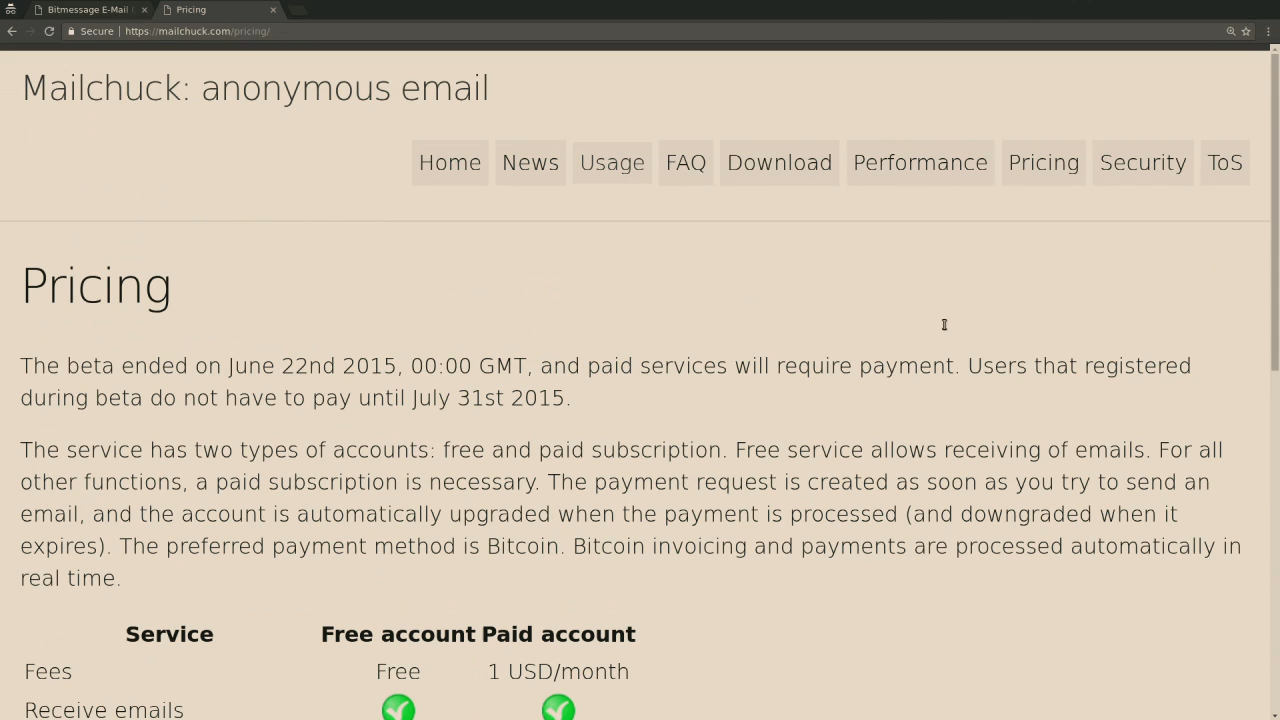 Bitmessage E-Mail
Pricing
Secure
https://mailchuck.com/pricing/
Mailchuck: anonymous email
Home News Usage FAQ Download Performance Pricing Security ToS
Pricing
The beta ended on June 22nd 2015, 00:00 GMT, and paid services will require payment. Users that registered
during beta do not have to pay until July 31st 2015.
The service has two types of accounts: free and paid subscription. Free service allows receiving of emails. For all
other functions, a paid subscription is necessary. The payment request is created as soon as you try to send an
email, and the account is automatically upgraded when the payment is processed (and downgraded when it
expires). The preferred payment method is Bitcoin. Bitcoin invoicing and payments are processed automatically in
real time.
Service Free account Paid account
Fees Free 1 USD/month
Receive emails